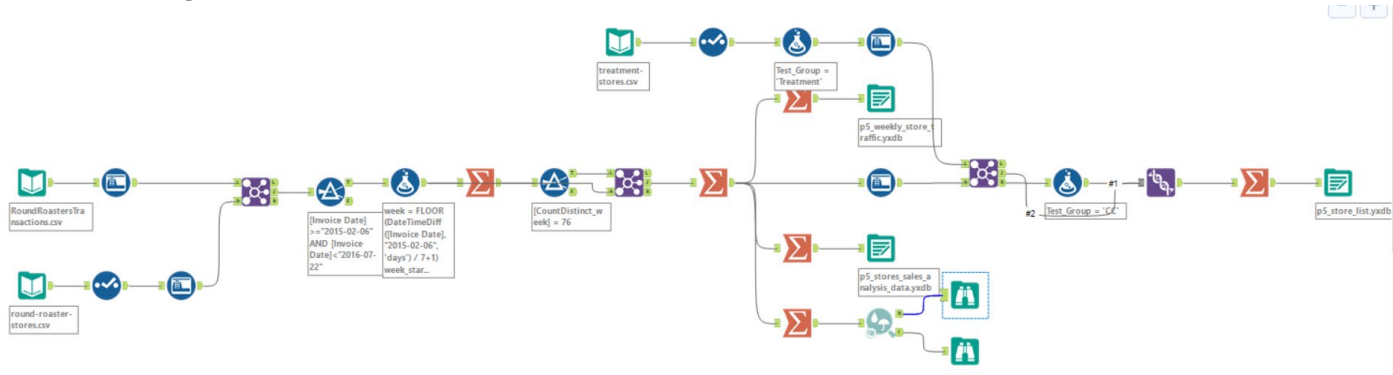 treatment-
stores.csv
Test_Group =
'Treatment'
p5_weekly_store_t
raffic.yxdb
RoundRoastersTra
nsactions.csv
[Invoice Date]
>="2015-02-06"
AND [Invoice
Date]<"2016-07-
22"
week = FLOOR
(DateTimeDiff
([Invoice Date],
"2015-02-06",
'days') / 7+1)
week_star...
[CountDistinct_w
eek] = 76
#1
#2
Test_Group = 'CC'
p5_store_list.yxdb
p5_stores_sales_a
nalysis_data.yxdb
round-roaster-
stores.csv